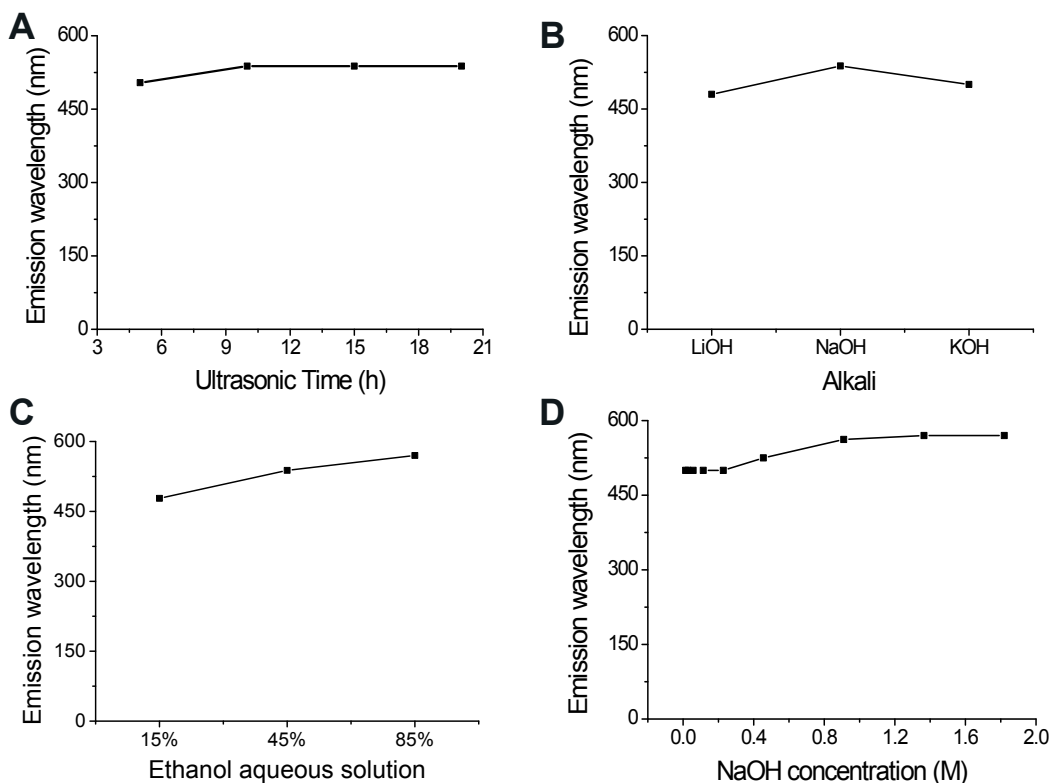 A
Emission wavelength (nm)
600
450
300
150
0
3 6 9 12 15 18 21
Ultrasonic Time (h)
B
Emission wavelength (nm)
600
450
300
150
0
LiOH NaOH KOH
Alkali
C
Emission wavelength (nm)
600
450
300
150
0
15% 45% 85%
Ethanol aqueous solution
D
Emission wavelength (nm)
600
450
300
150
0
0.0 0.4 0.8 1.2 1.6 2.0
NaOH concentration (M)